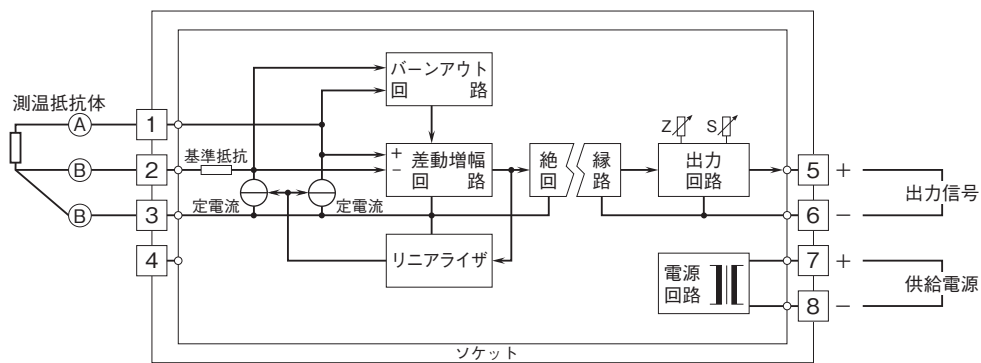 測温抵抗体
A
B
B
1
2
3
4
基準抵抗
定電流
定電流
バーンアウト
回路
+
-
差動増幅
回路
リニアライザ
絶縁
回路
Z
S
出力
回路
電源
回路
5 +
6 −
7 +
8 −
出力信号
供給電源
ソケット